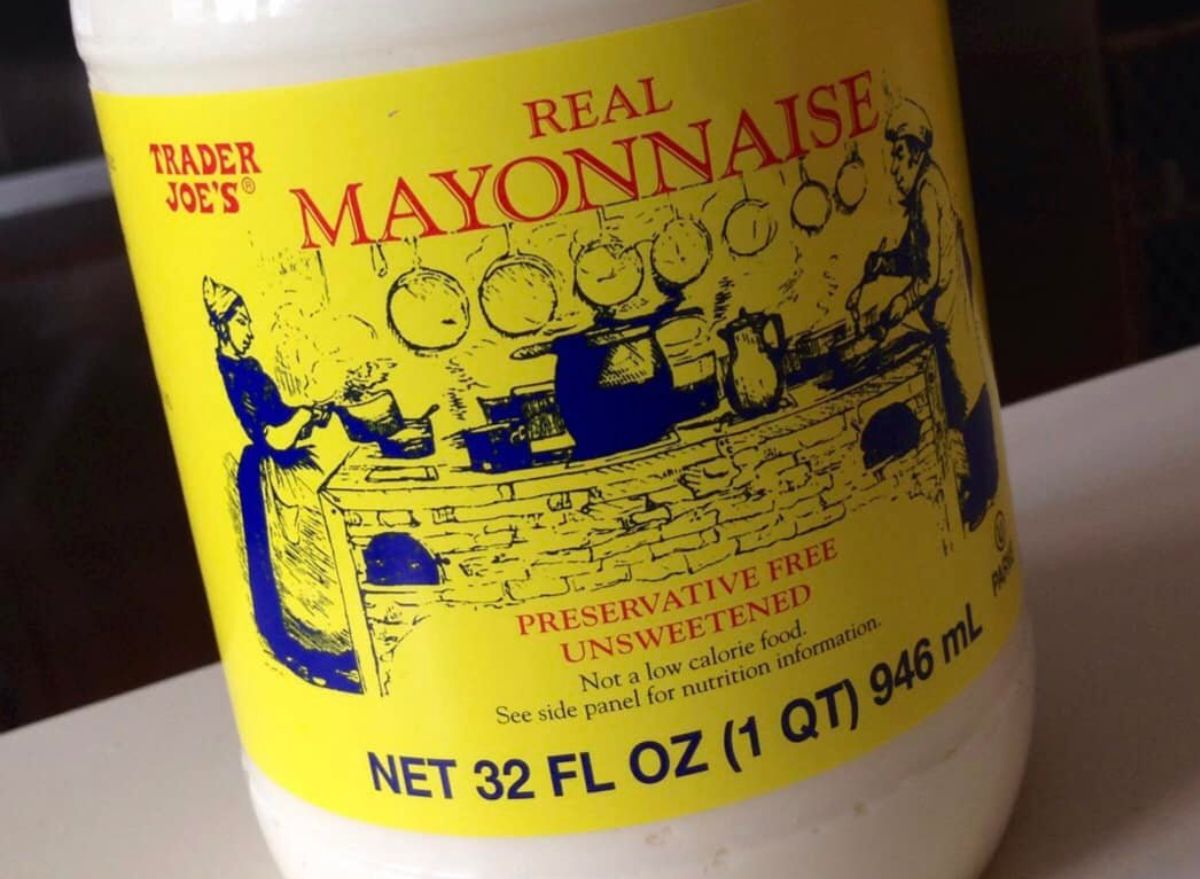 TRADER
JOE'S®
REAL
MAYONNAISE
PRESERVATIVE FREE
UNSWEETENED
Not a low calorie food.
See side panel for nutrition information.
NET 32 FL OZ (1 QT) 946 mL